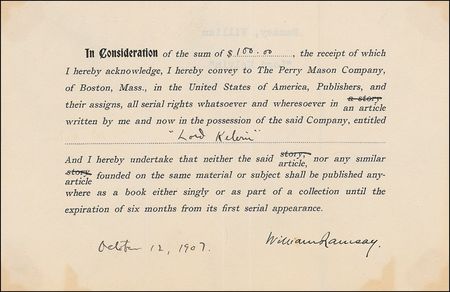 In Consideration of the sum of $100.00, the receipt of which
I hereby acknowledge, I hereby convey to The Perry Mason Company,
of Boston, Mass., in the United States of America, Publishers, and
their assigns, all serial rights whatsoever and wheresoever in a story
an article
written by me and now in the possession of the said Company, entitled
"Lord Kelvin"
And I hereby undertake that neither the said story, nor any similar
article,
story
article founded on the same material or subject shall be published any-
where as a book either singly or as part of a collection until the
expiration of six months from its first serial appearance.
October 12, 1907.
William Ramsay.